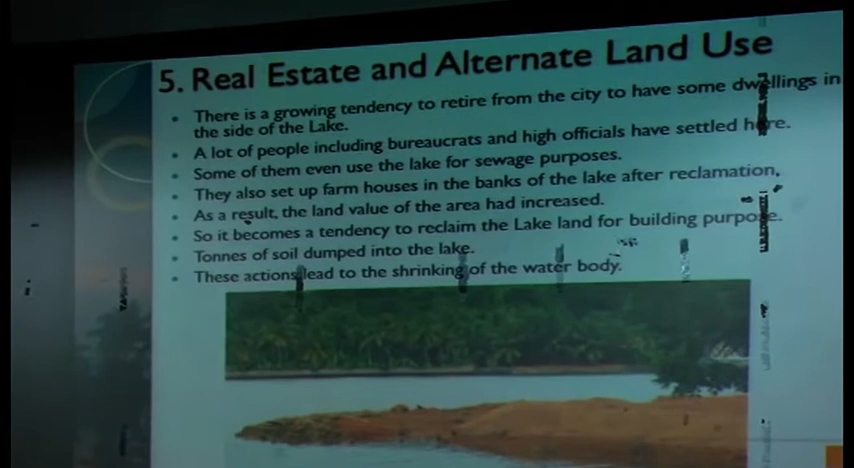 5. Real Estate and Alternate Land Use
• There is a growing tendency to retire from the city to have some dwellings in
the side of the Lake.
• A lot of people including bureaucrats and high officials have settled here.
• Some of them even use the lake for sewage purposes.
• They also set up farm houses in the banks of the lake after reclamation,
• As a result, the land value of the area had increased.
• So it becomes a tendency to reclaim the Lake land for building purpose.
• Tonnes of soil dumped into the lake.
• These actions lead to the shrinking of the water body.